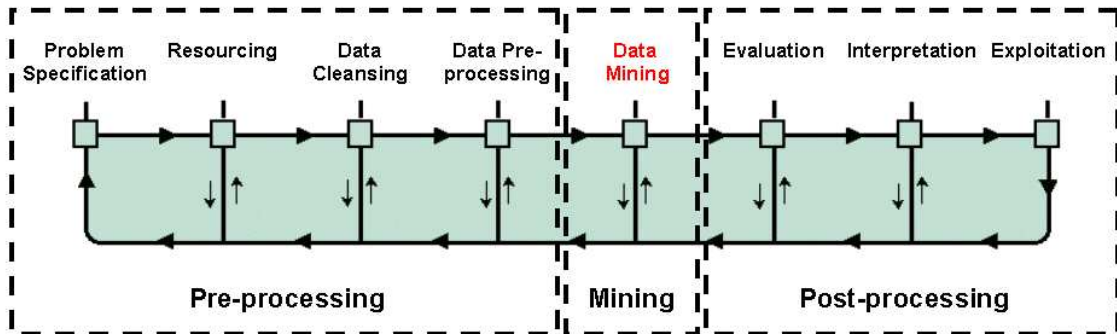 Problem
Specification
Resourcing
Data
Cleansing
Data Pre-
processing
Data
Mining
Evaluation
Interpretation
Exploitation
Pre-processing
Mining
Post-processing